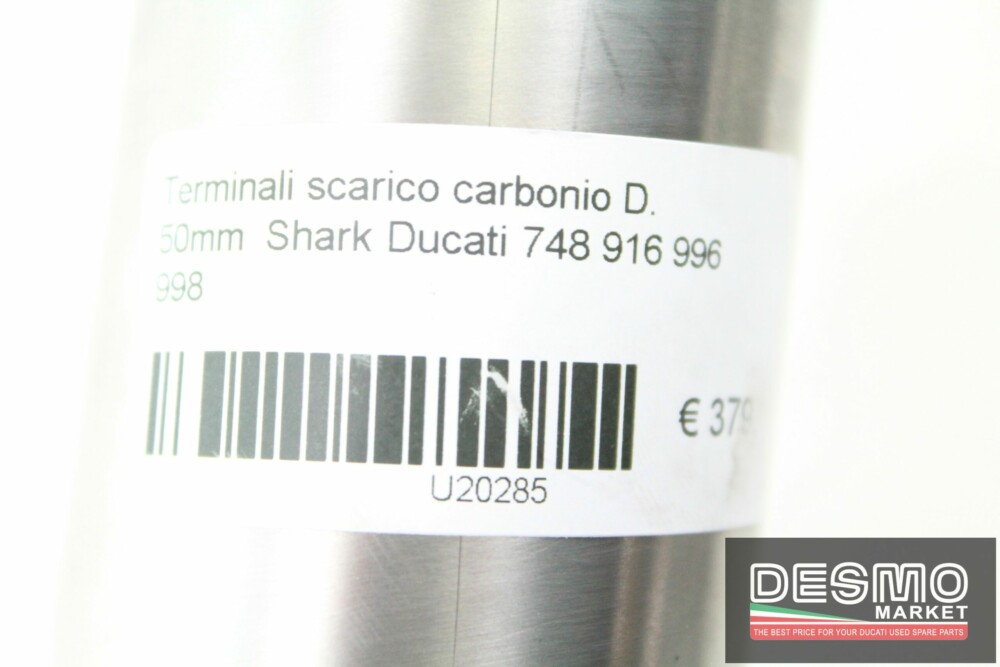 Terminali scarico carbonio D.
50mm Shark Ducati 748 916 996
998
€ 379
U20285
DESMO
MARKET
THE BEST PRICE FOR YOUR DUCATI USED SPARE PARTS